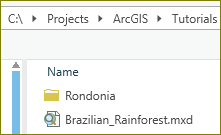 C:\ > Projects > ArcGIS > Tutorials
Name
Rondonia
Brazilian_Rainforest.mxd